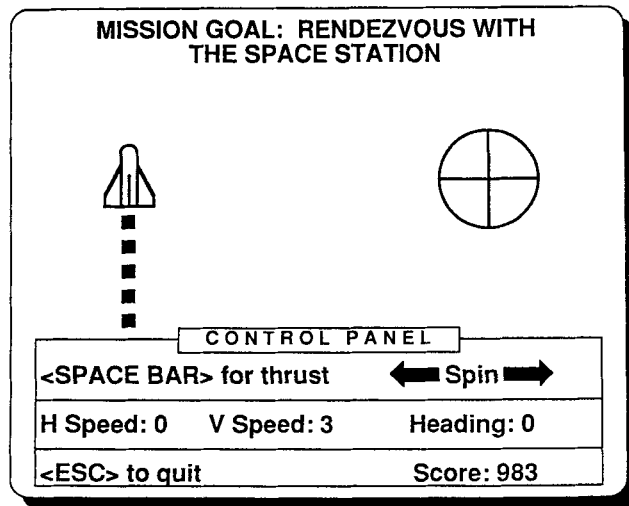 MISSION GOAL: RENDEZVOUS WITH
THE SPACE STATION
CONTROL PANEL
<SPACE BAR> for thrust Spin
H Speed: 0 V Speed: 3 Heading: 0
<ESC> to quit Score: 983